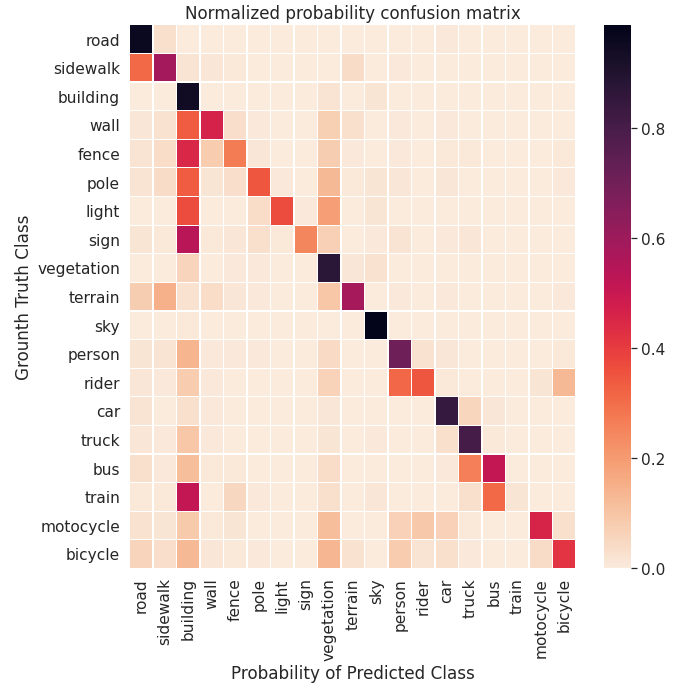 Normalized probability confusion matrix
Grounth Truth Class
road
sidewalk
building
wall
fence
pole
light
sign
vegetation
terrain
sky
person
rider
car
truck
bus
train
motocycle
bicycle
0.8
0.6
0.4
0.2
0.0
road
sidewalk
building
wall
fence
pole
light
sign
vegetation
terrain
sky
person
rider
car
truck
bus
train
motocycle
bicycle
Probability of Predicted Class